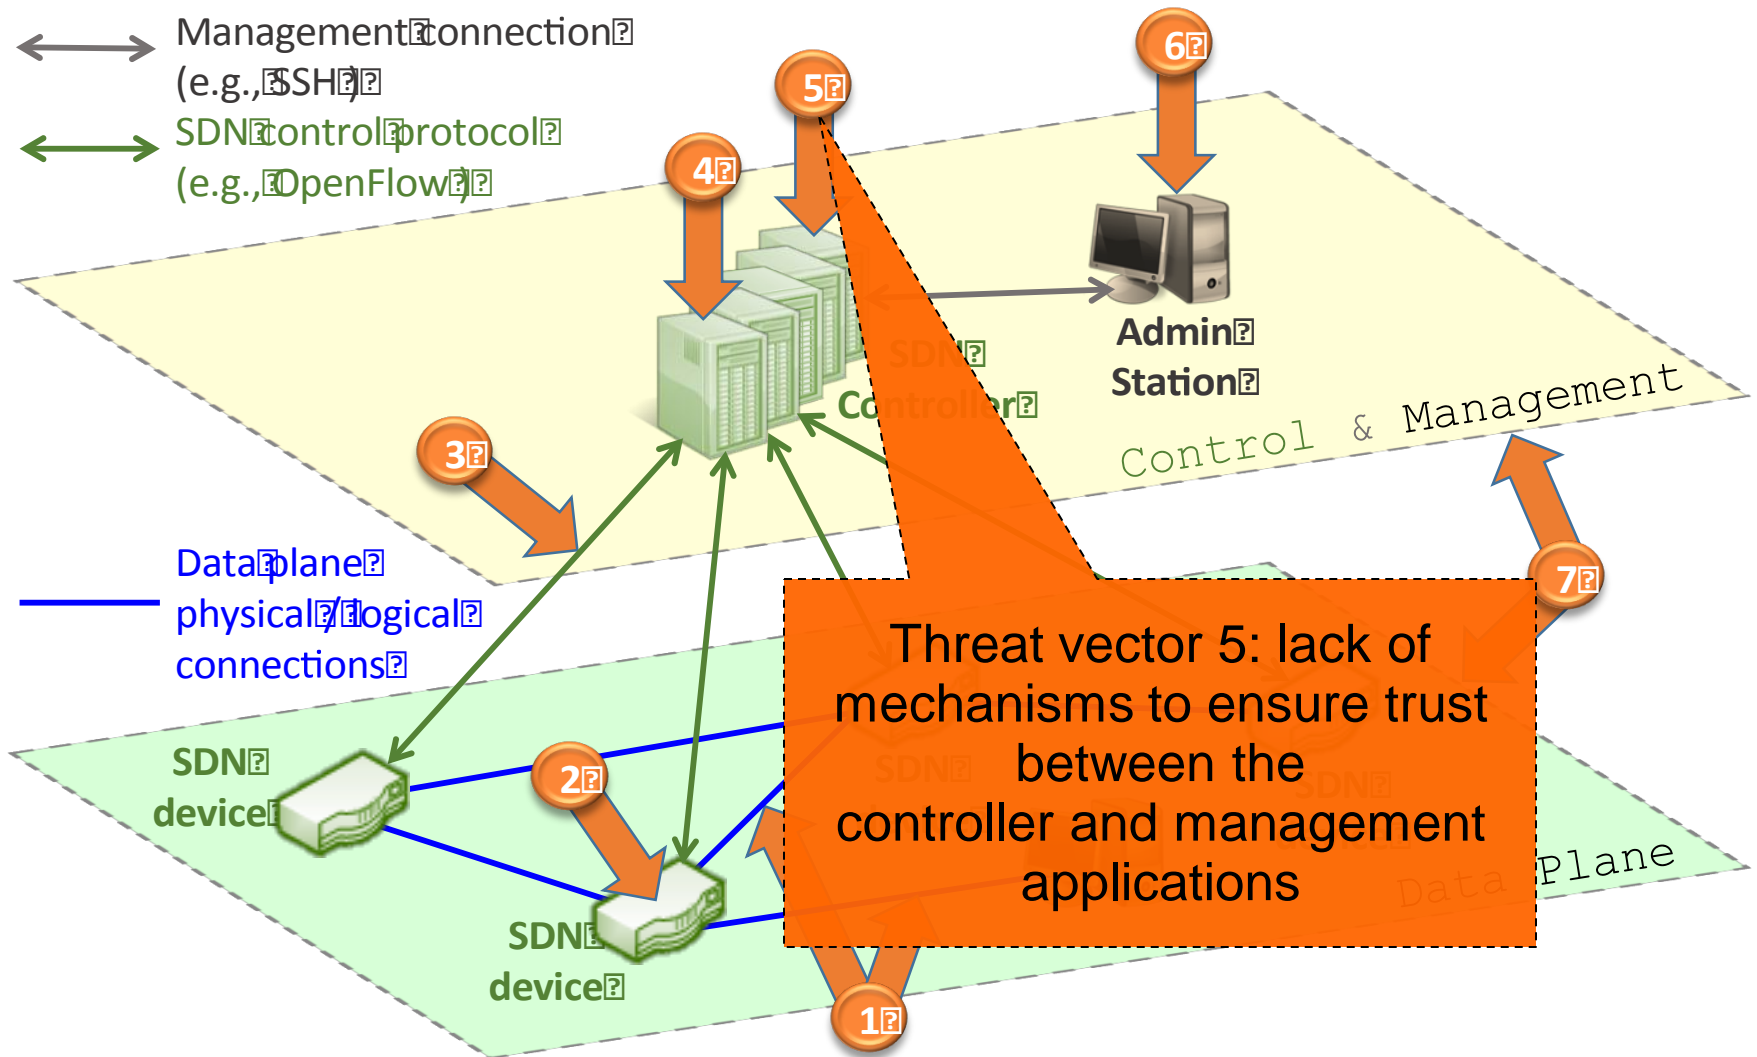 Management connection
(e.g., SSH )
SDN control protocol
(e.g., OpenFlow )
6
5
4
Admin
Station
SDN
Controller
Control & Management
3
Data plane
physical / logical
connections
7
Threat vector 5: lack of
mechanisms to ensure trust
between the
controller and management
applications
SDN
device
2
SDN
SDN
Data Plane
SDN
device
1